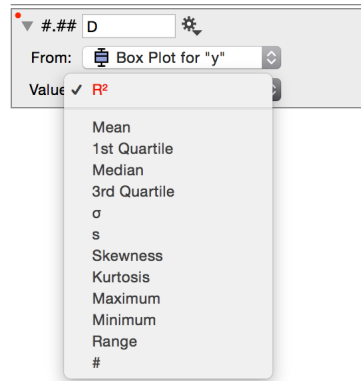 #.## D
From: Box Plot for "y"
Value ✓ R²
Mean
1st Quartile
Median
3rd Quartile
σ
s
Skewness
Kurtosis
Maximum
Minimum
Range
#